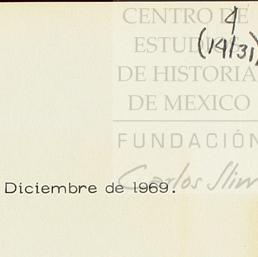 4
(14/31)
CENTRO DE
ESTUDIOS
DE HISTORIA
DE MEXICO
FUNDACIÓN
Carlos Slim
Diciembre de 1969.